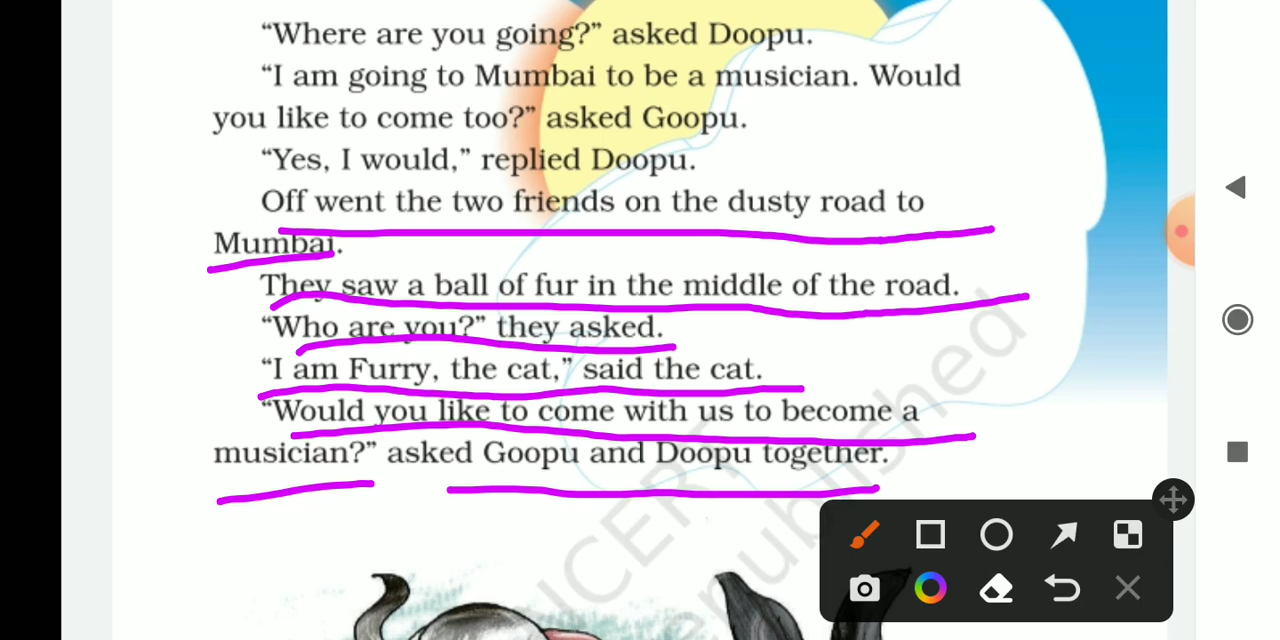 “Where are you going?” asked Doopu.
“I am going to Mumbai to be a musician. Would
you like to come too?” asked Goopu.
“Yes, I would,” replied Doopu.
Off went the two friends on the dusty road to
Mumbai.
They saw a ball of fur in the middle of the road.
“Who are you?” they asked.
“I am Furry, the cat,” said the cat.
“Would you like to come with us to become a
musician?” asked Goopu and Doopu together.